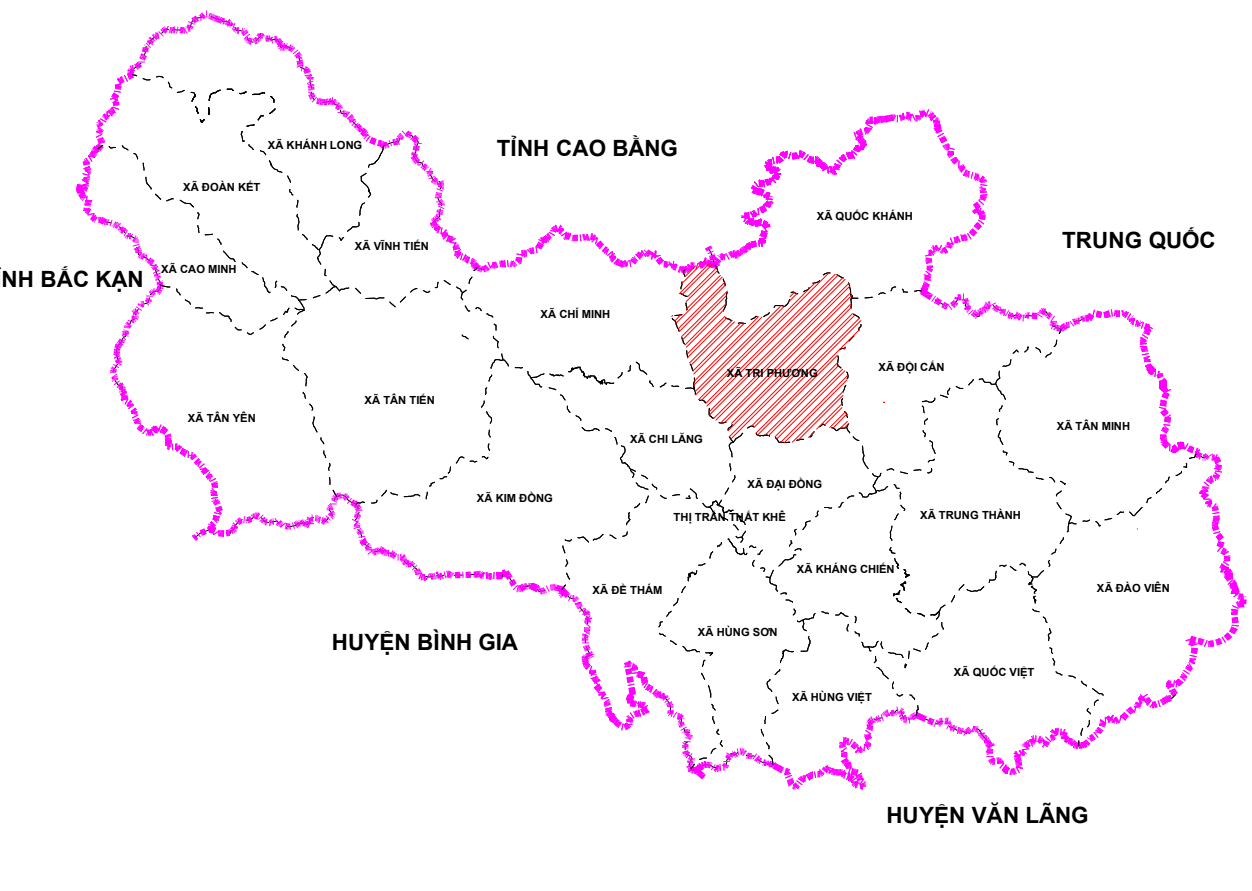 TỈNH CAO BẰNG
XÃ KHÁNH LONG
XÃ ĐOÀN KẾT
XÃ QUỐC KHÁNH
TRUNG QUỐC
XÃ VĨNH TIẾN
XÃ CAO MINH
ỈNH BẮC KẠN
XÃ CHÍ MINH
XÃ TRI PHƯƠNG
XÃ ĐỘI CẤN
XÃ TÂN TIẾN
XÃ TÂN YÊN
XÃ TÂN MINH
XÃ CHI LĂNG
XÃ ĐẠI ĐỒNG
XÃ KIM ĐỒNG
THỊ TRẤN THẤT KHÊ
XÃ TRUNG THÀNH
XÃ KHÁNG CHIẾN
XÃ ĐỀ THÁM
XÃ ĐÀO VIÊN
XÃ HÙNG SƠN
HUYỆN BÌNH GIA
XÃ QUỐC VIỆT
XÃ HÙNG VIỆT
HUYỆN VĂN LÃNG